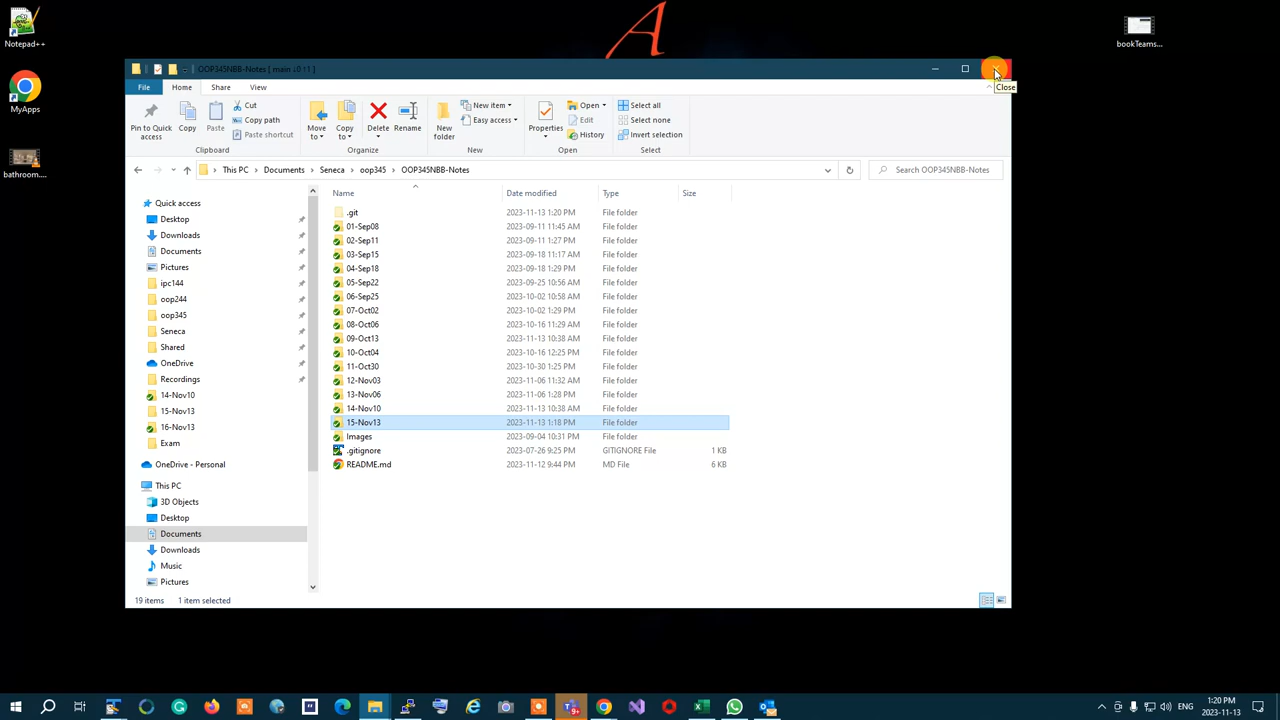 A
Notepad++
MyApps
bathroom....
bookTeams...
OOP345NBB-Notes [ main ↓0 ↑1 ]
Close
File Home Share View
Pin to Quick access
Copy
Paste
Cut
Copy path
Paste shortcut
Clipboard
Move to
Copy to
Delete
Rename
Organize
New folder
New item
Easy access
New
Properties
Open
Edit
History
Open
Select all
Select none
Invert selection
Select
This PC > Documents > Seneca > oop345 > OOP345NBB-Notes
Search OOP345NBB-Notes
Quick access
Desktop
Downloads
Documents
Pictures
ipc144
oop244
oop345
Seneca
Shared
OneDrive
Recordings
14-Nov10
15-Nov13
16-Nov13
Exam
OneDrive - Personal
This PC
3D Objects
Desktop
Documents
Downloads
Music
Pictures
Name Date modified Type Size
.git 2023-11-13 1:20 PM File folder
01-Sep08 2023-09-11 11:45 AM File folder
02-Sep11 2023-09-11 1:27 PM File folder
03-Sep15 2023-09-18 11:17 AM File folder
04-Sep18 2023-09-18 1:29 PM File folder
05-Sep22 2023-09-25 10:56 AM File folder
06-Sep25 2023-10-02 10:58 AM File folder
07-Oct02 2023-10-02 1:29 PM File folder
08-Oct06 2023-10-16 11:29 AM File folder
09-Oct13 2023-11-13 10:38 AM File folder
10-Oct04 2023-10-16 12:25 PM File folder
11-Oct30 2023-10-30 1:25 PM File folder
12-Nov03 2023-11-06 11:32 AM File folder
13-Nov06 2023-11-06 1:28 PM File folder
14-Nov10 2023-11-13 10:38 AM File folder
15-Nov13 2023-11-13 1:18 PM File folder
Images 2023-09-04 10:31 PM File folder
.gitignore 2023-07-26 9:25 PM GITIGNORE File 1 KB
README.md 2023-11-12 9:44 PM MD File 6 KB
19 items 1 item selected
ENG
1:20 PM
2023-11-13